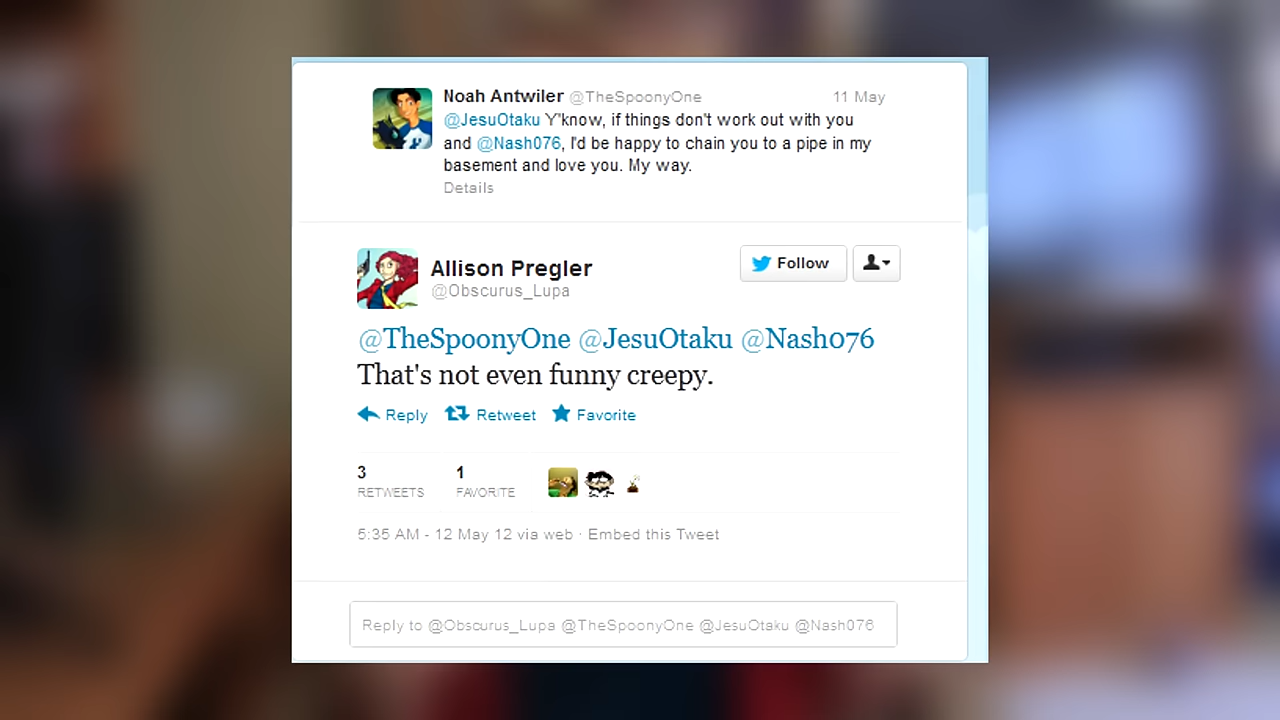 Noah Antwiler @TheSpoonyOne 11 May
@JesuOtaku Y'know, if things don't work out with you
and @Nash076, I'd be happy to chain you to a pipe in my
basement and love you. My way.
Details
Allison Pregler
@Obscurus_Lupa
Follow
@TheSpoonyOne @JesuOtaku @Nash076
That's not even funny creepy.
Reply Retweet Favorite
3 1
RETWEETS FAVORITE
5:35 AM - 12 May 12 via web · Embed this Tweet
Reply to @Obscurus_Lupa @TheSpoonyOne @JesuOtaku @Nash076